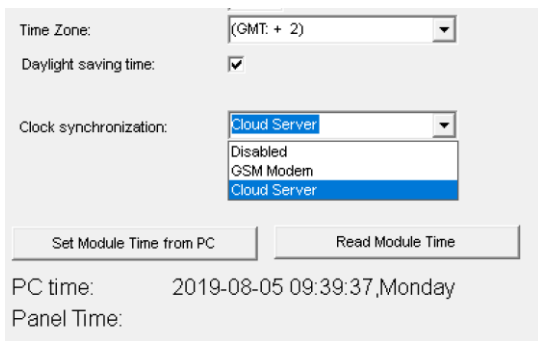 Time Zone: (GMT: + 2)
Daylight saving time:
Clock synchronization: Cloud Server
Disabled
GSM Modem
Cloud Server
Set Module Time from PC Read Module Time
PC time: 2019-08-05 09:39:37,Monday
Panel Time: